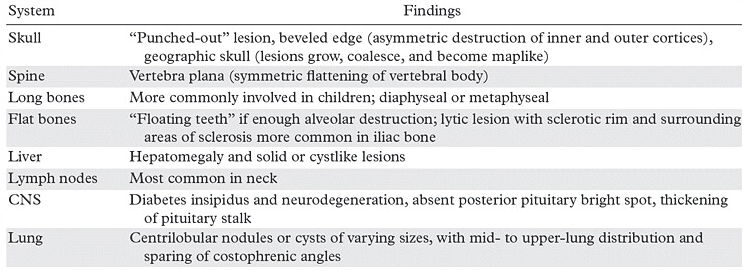 System Findings
Skull “Punched-out” lesion, beveled edge (asymmetric destruction of inner and outer cortices),
geographic skull (lesions grow, coalesce, and become maplike)
Spine Vertebra plana (symmetric flattening of vertebral body)
Long bones More commonly involved in children; diaphyseal or metaphyseal
Flat bones “Floating teeth” if enough alveolar destruction; lytic lesion with sclerotic rim and surrounding
areas of sclerosis more common in iliac bone
Liver Hepatomegaly and solid or cystlike lesions
Lymph nodes Most common in neck
CNS Diabetes insipidus and neurodegeneration, absent posterior pituitary bright spot, thickening
of pituitary stalk
Lung Centrilobular nodules or cysts of varying sizes, with mid- to upper-lung distribution and
sparing of costophrenic angles